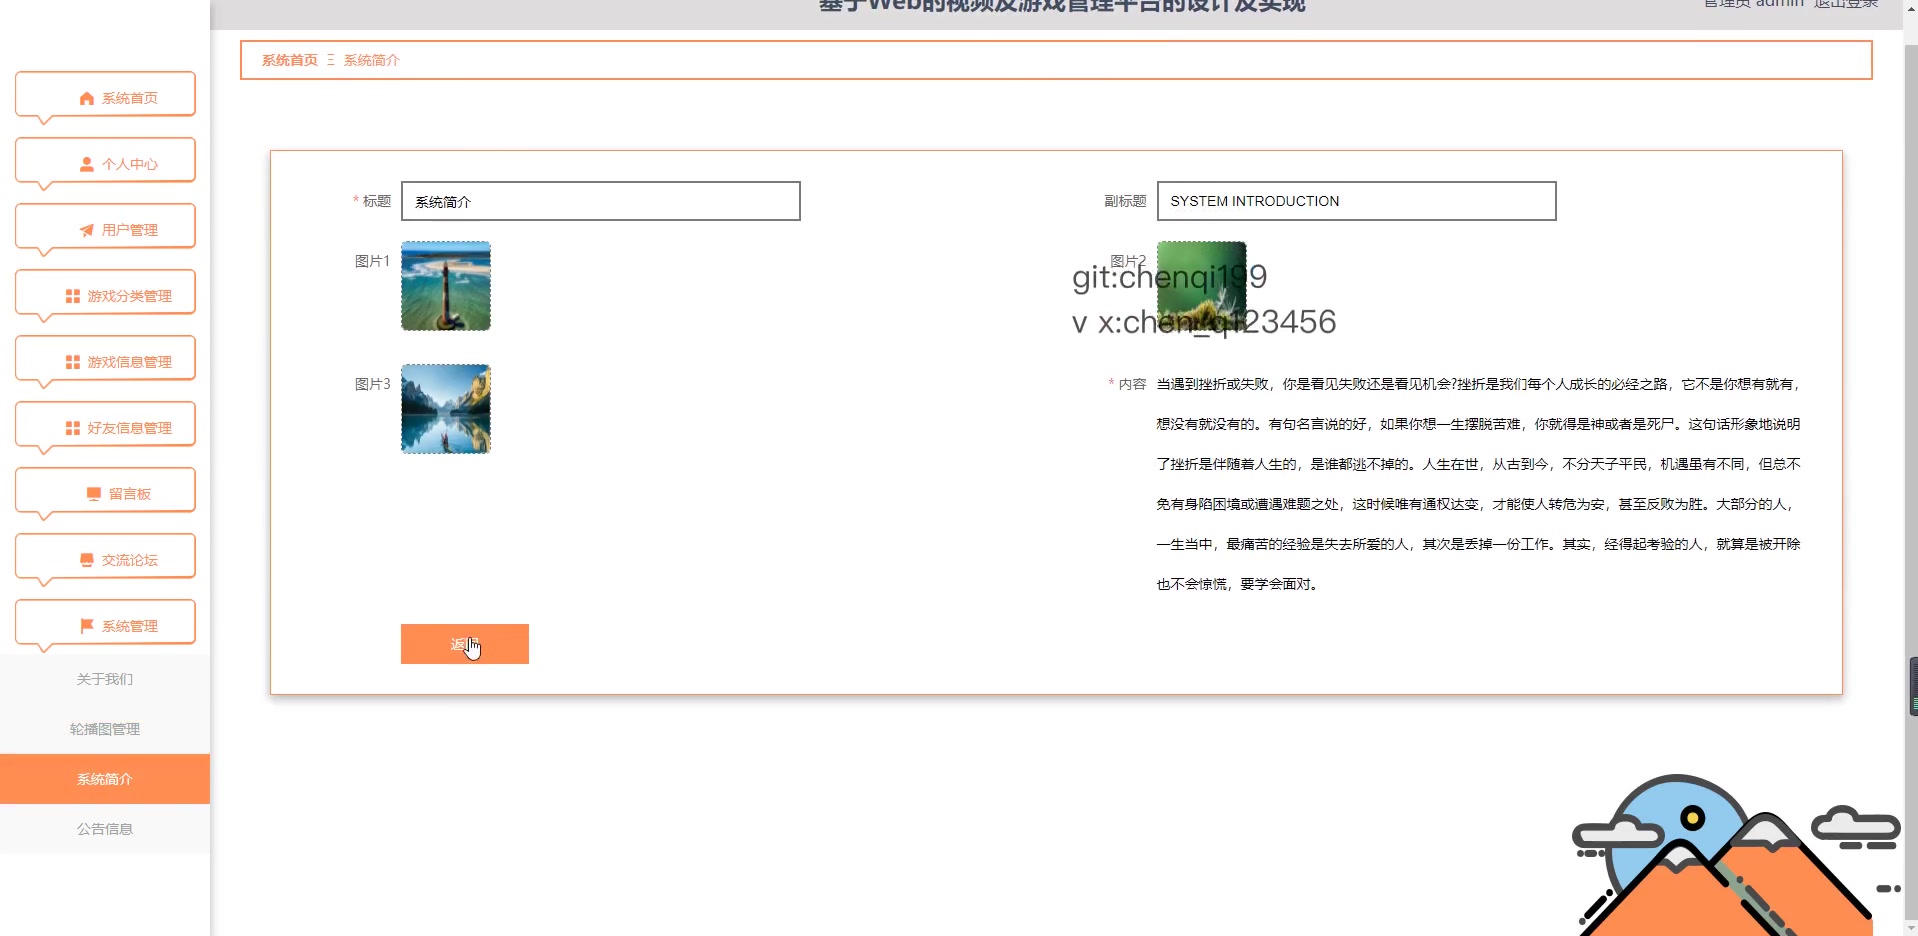 基于Web的视频及游戏管理平台的设计及实现
管理员 admin 退出登录
系统首页 Ξ 系统简介
系统首页
个人中心
用户管理
游戏分类管理
游戏信息管理
好友信息管理
留言板
交流论坛
系统管理
关于我们
轮播图管理
系统简介
公告信息
* 标题 系统简介
副标题 SYSTEM INTRODUCTION
图片1
图片2
git:chenqi199
v x:chen_qi23456
图片3
* 内容
当遇到挫折或失败，你是看见失败还是看见机会?挫折是我们每个人成长的必经之路，它不是你想有就有，
想没有就没有的。有句名言说的好，如果你想一生摆脱苦难，你就得是神或者是死尸。这句话形象地说明
了挫折是伴随着人生的，是谁都逃不掉的。人生在世，从古到今，不分天子平民，机遇虽有不同，但总不
免有身陷困境或遭遇难题之处，这时候唯有通权达变，才能使人转危为安，甚至反败为胜。大部分的人，
一生当中，最痛苦的经验是失去所爱的人，其次是丢掉一份工作。其实，经得起考验的人，就算是被开除
也不会惊慌，要学会面对。
返回